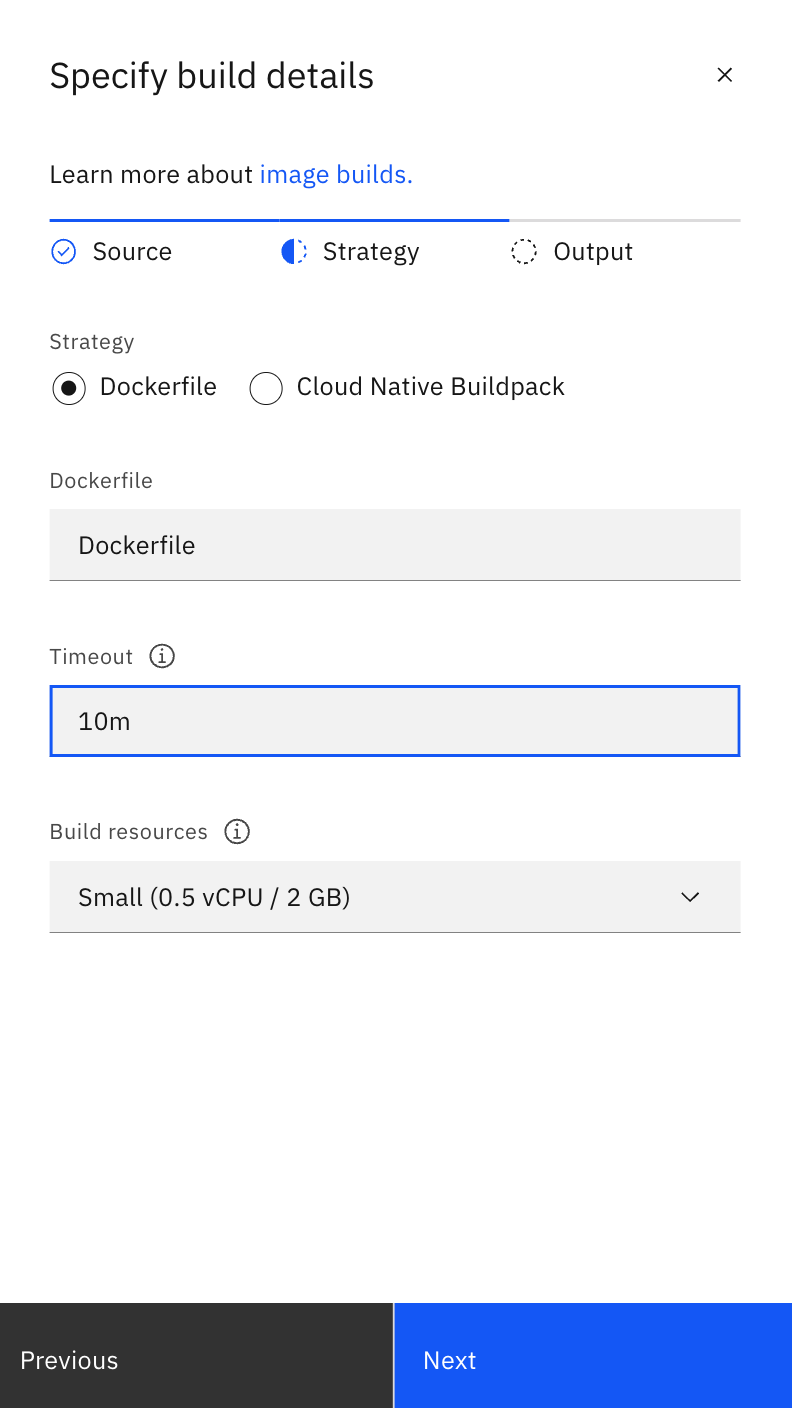 Specify build details
Learn more about image builds.
Source Strategy Output
Strategy
Dockerfile Cloud Native Buildpack
Dockerfile
Dockerfile
Timeout
10m
Build resources
Small (0.5 vCPU / 2 GB)
Previous Next